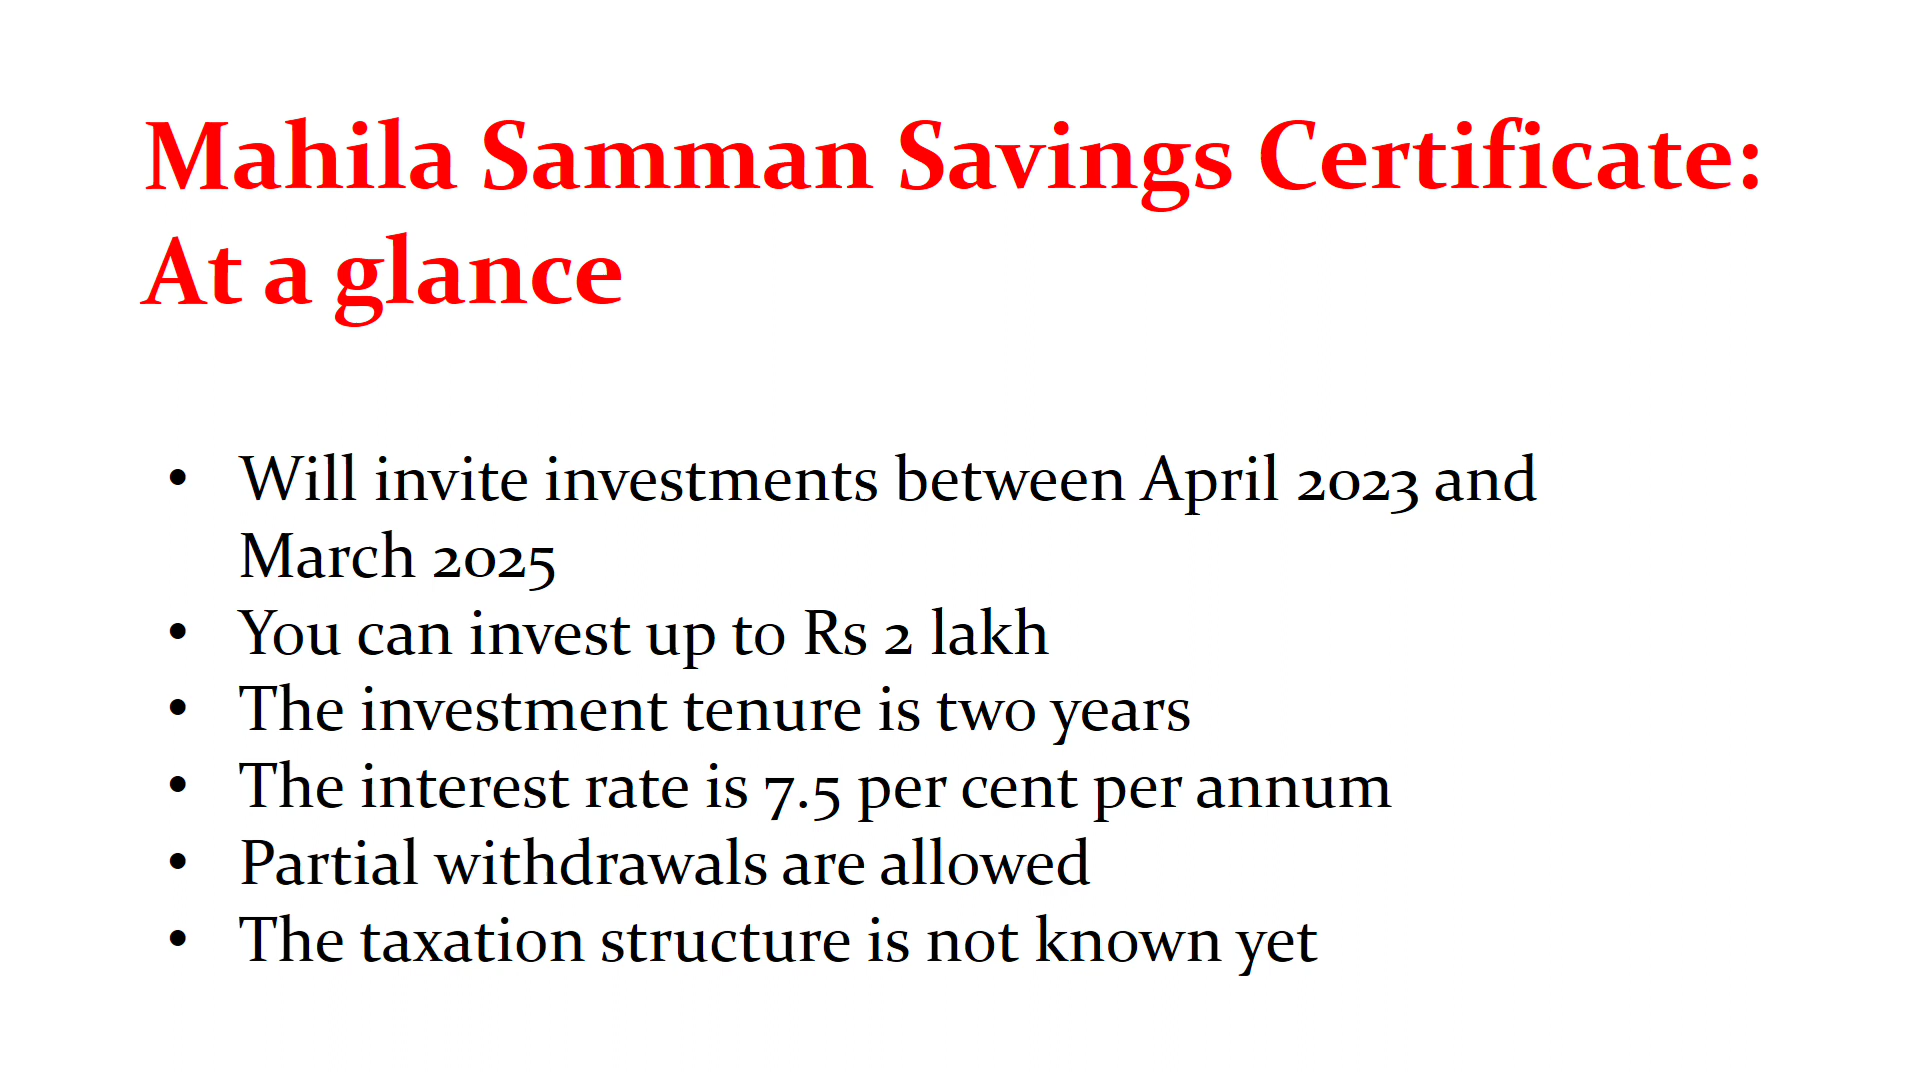 Mahila Samman Savings Certificate:
At a glance
• Will invite investments between April 2023 and
March 2025
• You can invest up to Rs 2 lakh
• The investment tenure is two years
• The interest rate is 7.5 per cent per annum
• Partial withdrawals are allowed
• The taxation structure is not known yet